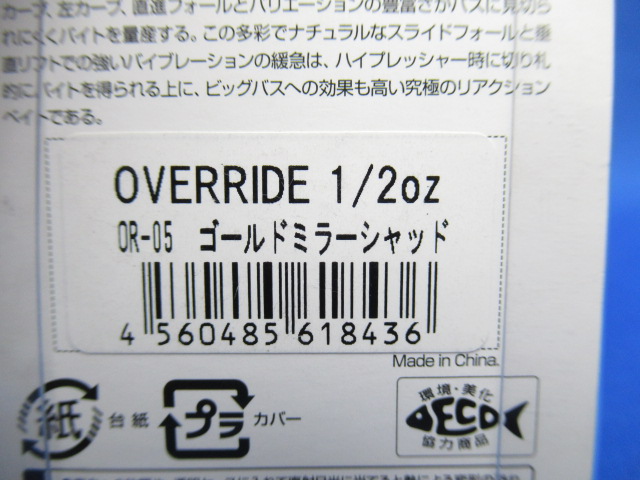 カーブ、左カーブ、直進フォールとバリエーションの豊富さがバスに見切ら
れにくくバイトを量産する。この多彩でナチュラルなスライドフォールと垂
直リフトでの強いバイブレーションの緩急は、ハイプレッシャー時に切り札
的にバイトを得られる上に、ビッグバスへの効果も高い究極のリアクション
ベイトである。
OVERRIDE 1/2oz
OR-05 ゴールドミラーシャッド
4 560485 618436
Made in China.
紙 台紙
プラ カバー
環境・美化
ECO
協力商品